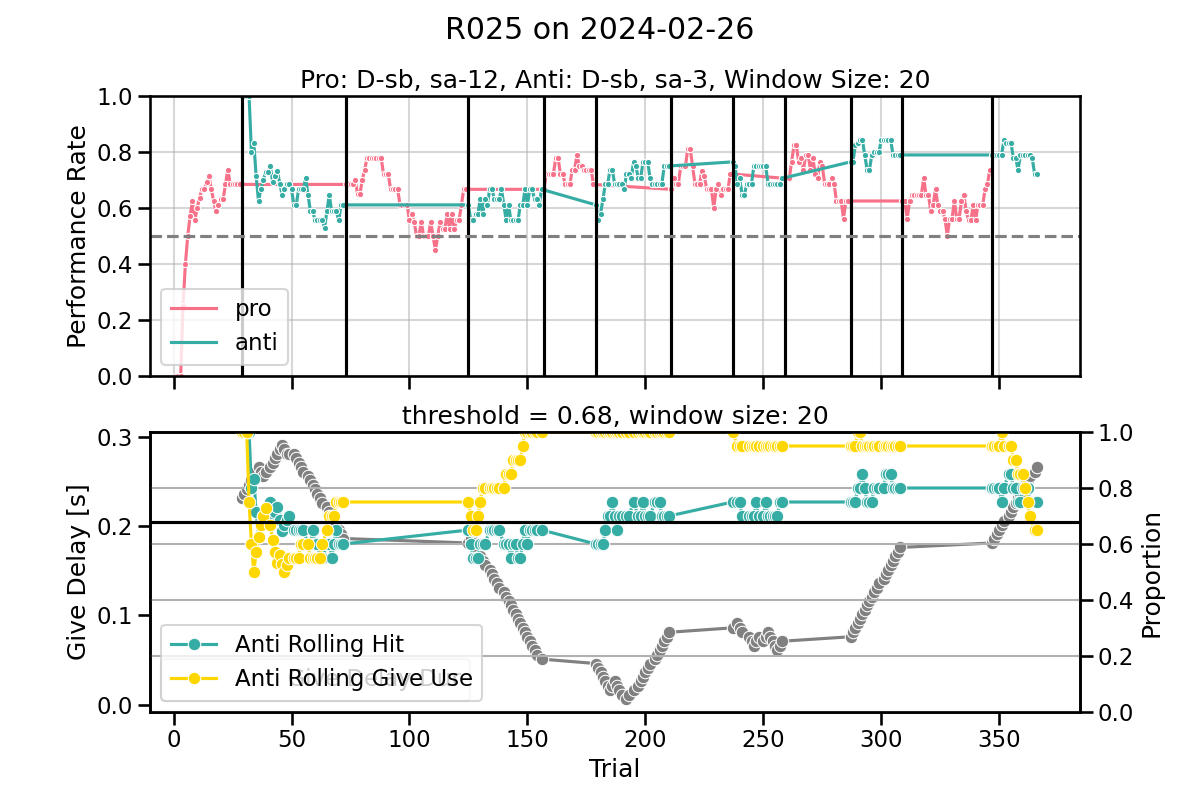 R025 on 2024-02-26
Pro: D-sb, sa-12, Anti: D-sb, sa-3, Window Size: 20
Performance Rate
1.0
0.8
0.6
0.4
0.2
0.0
pro
anti
threshold = 0.68, window size: 20
Give Delay [s]
0.3
0.2
0.1
0.0
1.0
0.8
0.6
0.4
0.2
0.0
Proportion
Anti Rolling Hit
Anti Rolling Give Use
0 50 100 150 200 250 300 350
Trial